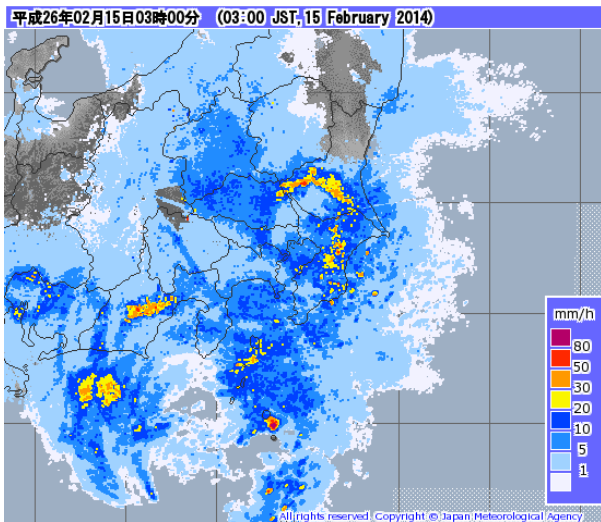 平成26年02月15日03時00分 (03:00 JST, 15 February 2014)
mm/h
80
50
30
20
10
5
1
All rights reserved. Copyright © Japan Meteorological Agency